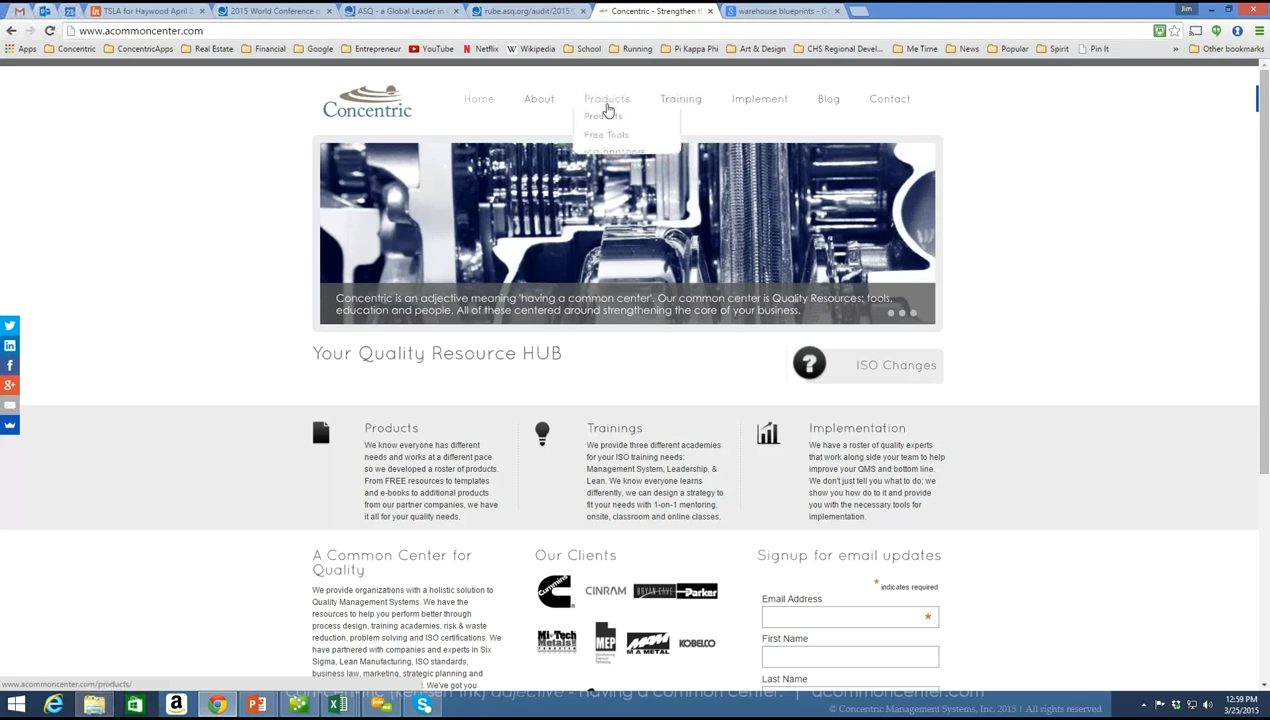 TSLA for Haywood April 2
2015 World Conference o
ASQ - a Global Leader in
rube.asq.org/audit/2015/
Concentric - Strengthen t
warehouse.blueprints - Go
Jim
www.acommoncenter.com
Apps Concentric ConcentricApps Real Estate Financial Google Entrepreneur YouTube Netflix Wikipedia School Running Pi Kappa Phi Art & Design CHS Regional Devel... Me Time News Popular Spirit Pin It » Other bookmarks
Concentric
Home About Products Training Implement Blog Contact
Products
Free Tools
Concentric is an adjective meaning 'having a common center'. Our common center is Quality Resources; tools,
education and people. All of these centered around strengthening the core of your business.
Your Quality Resource HUB
? ISO Changes
Products
We know everyone has different
needs and works at a different pace
so we developed a roster of products.
From FREE resources to templates
and e-books to additional products
from our partner companies, we have
it all for your quality needs.
Trainings
We provide three different academies
for your ISO training needs:
Management System, Leadership, &
Lean. We know everyone learns
differently, we can design a strategy to
fit your needs with 1-on-1 mentoring,
onsite, classroom and online classes.
Implementation
We have a roster of quality experts
that work along side your team to help
improve your QMS and bottom line.
We don't just tell you what to do; we
show you how do to it and provide
you with the necessary tools for
implementation.
A Common Center for
Quality
We provide organizations with a holistic solution to
Quality Management Systems. We have the
resources to help you perform better through
process design, training academies, risk & waste
reduction, problem solving and ISO certifications. We
have partnered with companies and experts in Six
Sigma, Lean Manufacturing, ISO standards,
business law, marketing, strategic planning and
We've got you
Our Clients
Cummins CINRAM BRYAN CAVE Parker
Mi-Tech Metals MEP M A METAL KOBELCO
Signup for email updates
* indicates required
Email Address
*
First Name
Last Name
www.acommoncenter.com/products/
adjective - having a common center. | acommoncenter.com
© Concentric Management Systems, Inc. 2015 | All rights reserved
12:59 PM
3/25/2015